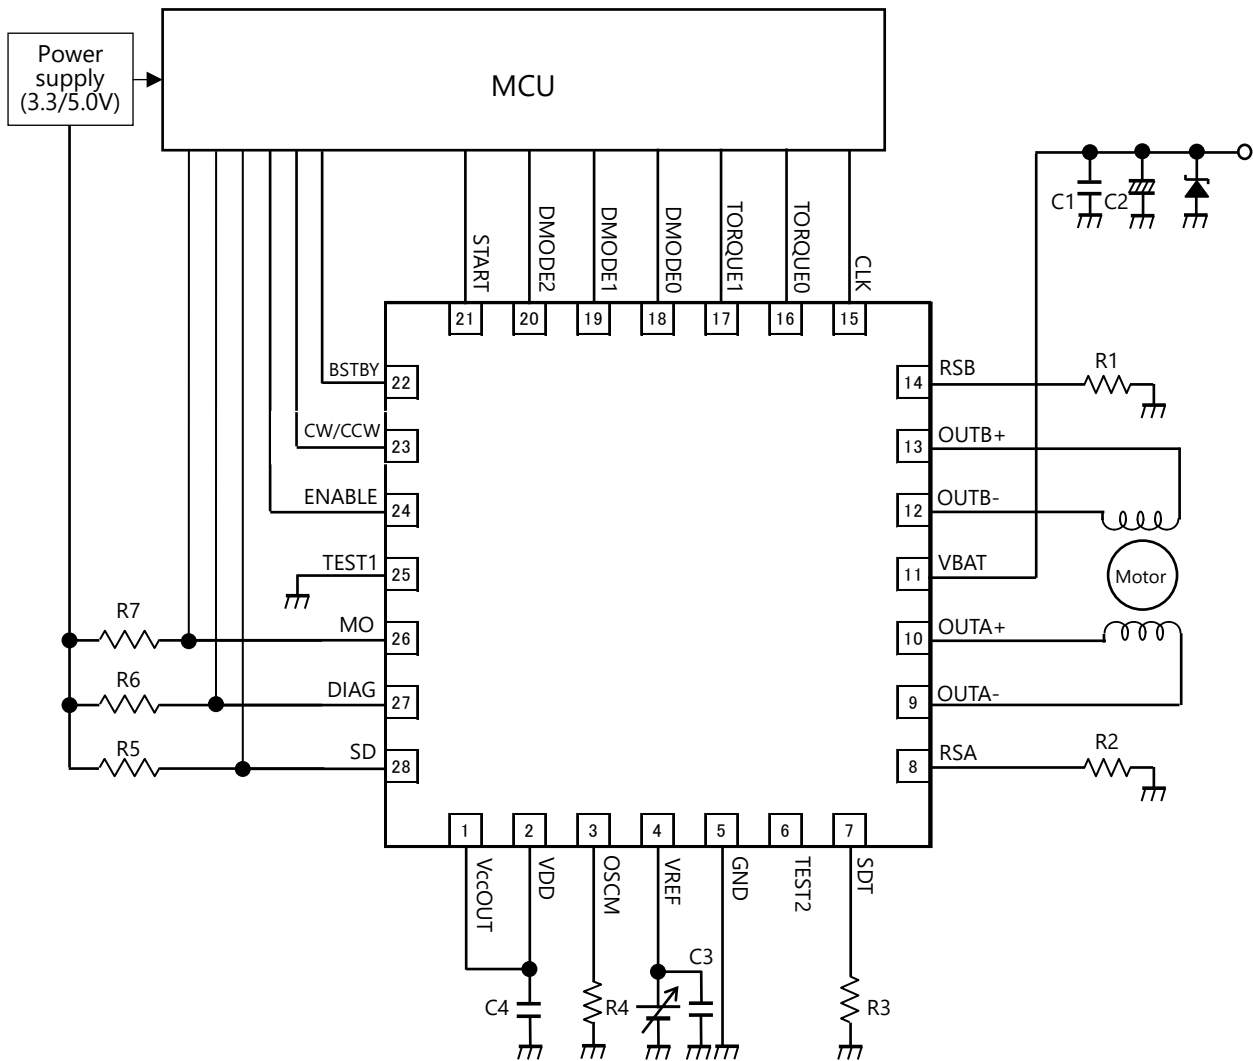 Power
supply
(3.3/5.0V)
MCU
START
DMODE2
DMODE1
DMODE0
TORQUE1
TORQUE0
CLK
C1
C2
21
20
19
18
17
16
15
BSTBY
22
14
RSB
R1
CW/CCW
23
13
OUTB+
ENABLE
24
12
OUTB-
TEST1
25
11
VBAT
Motor
R7
MO
26
10
OUTA+
R6
DIAG
27
9
OUTA-
R5
SD
28
8
RSA
R2
1
2
3
4
5
6
7
VccOUT
VDD
OSCM
VREF
GND
TEST2
SDT
C4
R4
C3
R3